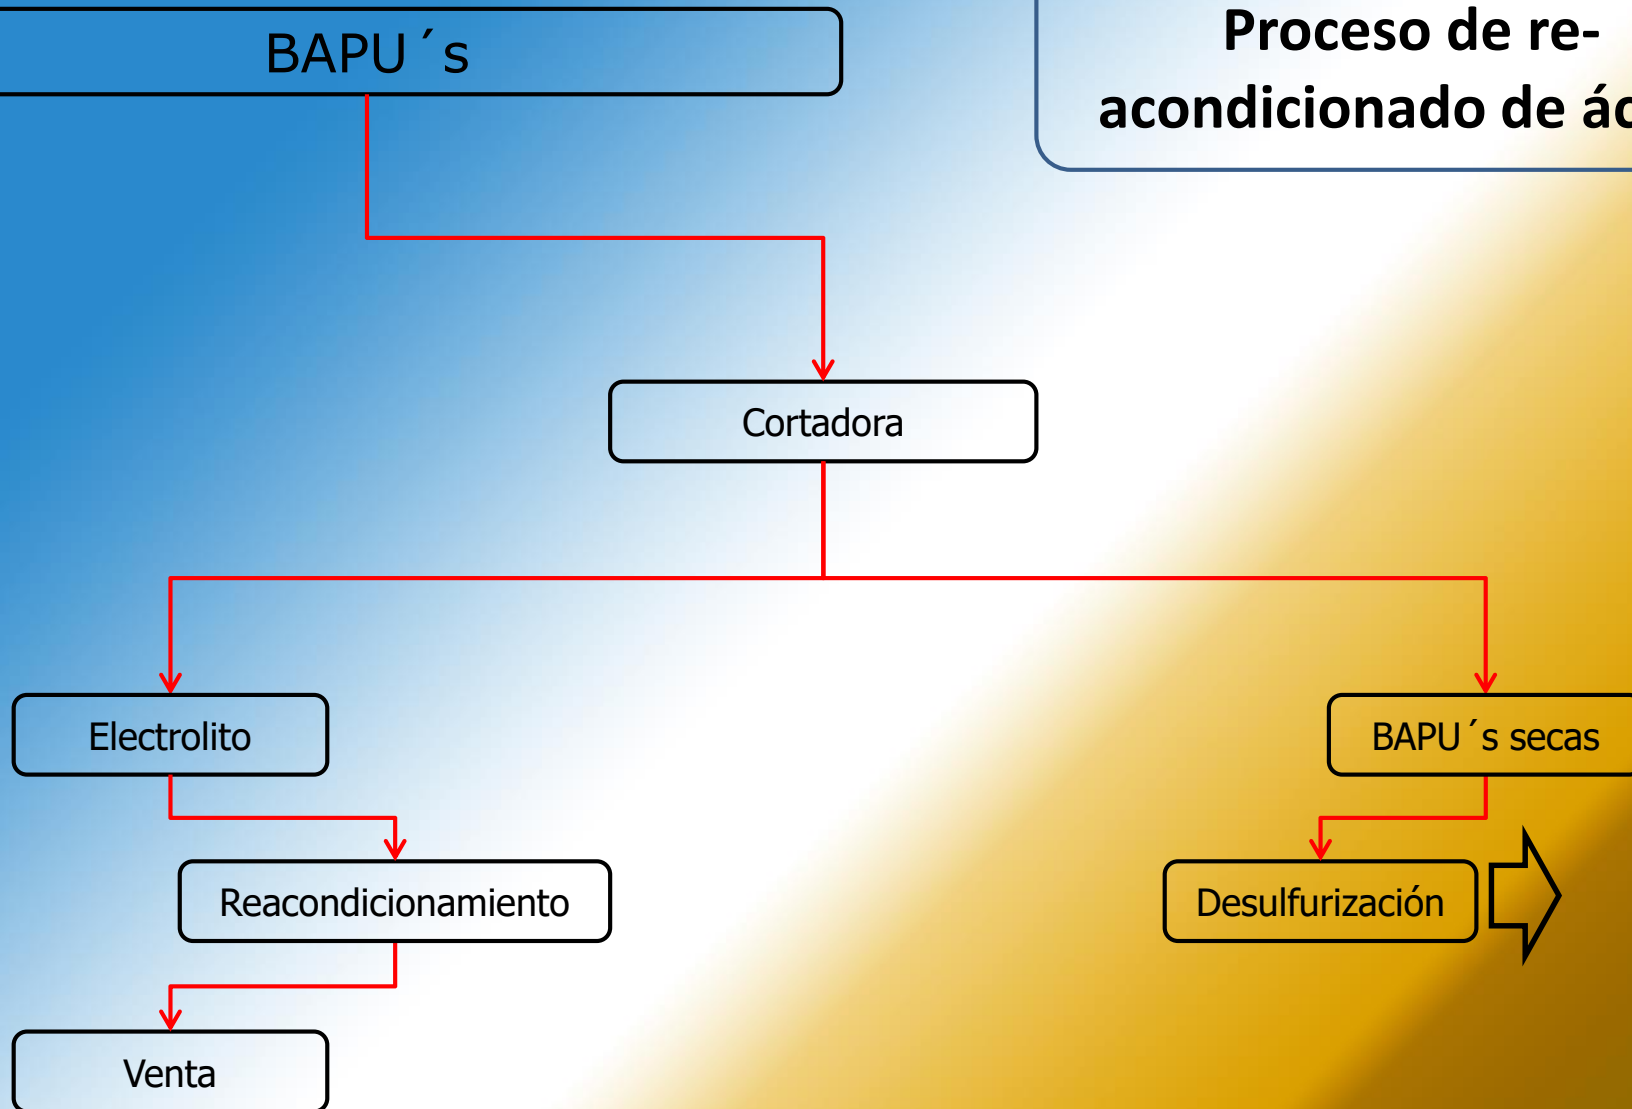 BAPU´s
Proceso de re-
acondicionado de
Cortadora
Electrolito
BAPU´s secas
Reacondicionamiento
Desulfurización
Venta